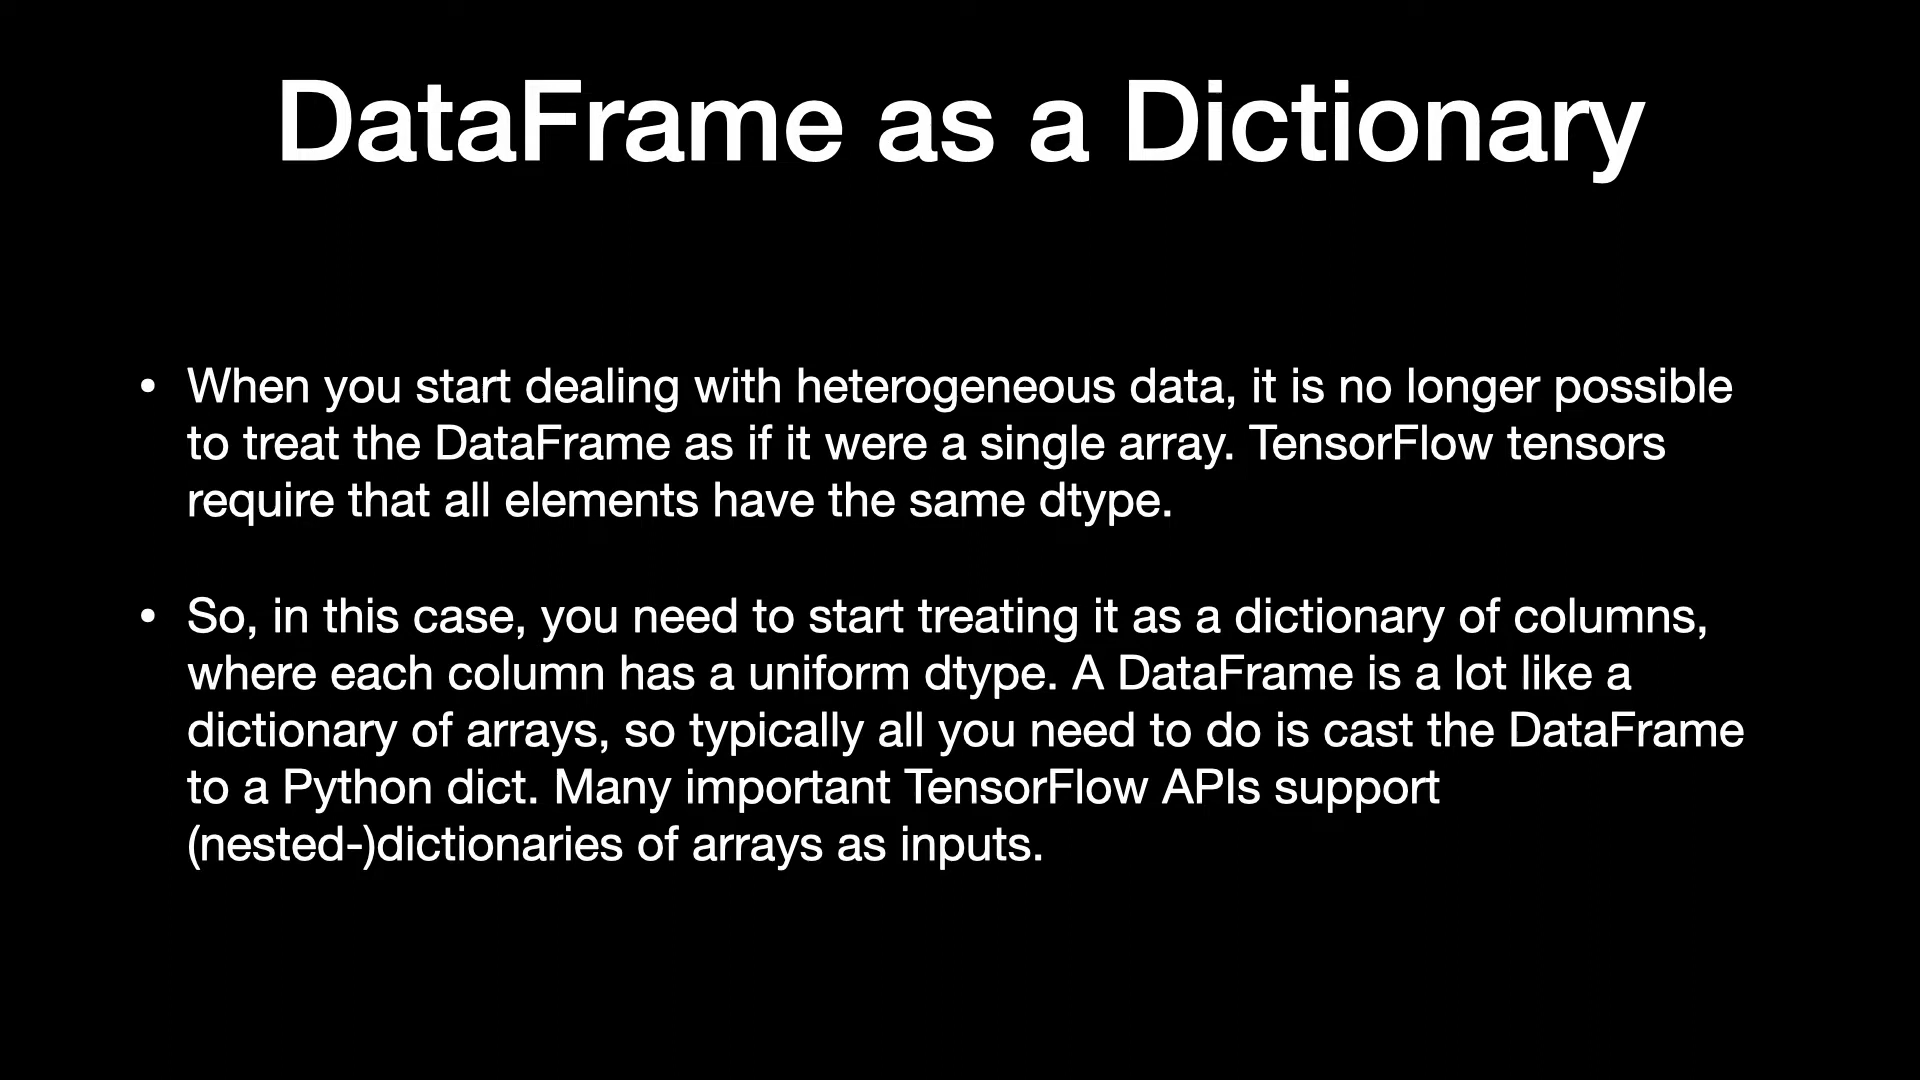 DataFrame as a Dictionary
• When you start dealing with heterogeneous data, it is no longer possible
to treat the DataFrame as if it were a single array. TensorFlow tensors
require that all elements have the same dtype.
• So, in this case, you need to start treating it as a dictionary of columns,
where each column has a uniform dtype. A DataFrame is a lot like a
dictionary of arrays, so typically all you need to do is cast the DataFrame
to a Python dict. Many important TensorFlow APIs support
(nested-)dictionaries of arrays as inputs.